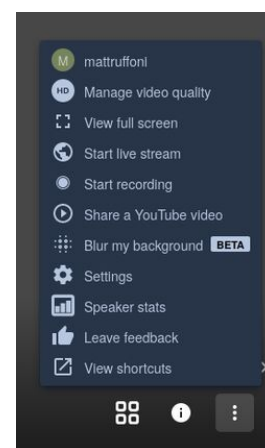 M mattruffoni
HD Manage video quality
View full screen
Start live stream
Start recording
Share a YouTube video
Blur my background BETA
Settings
Speaker stats
Leave feedback
View shortcuts